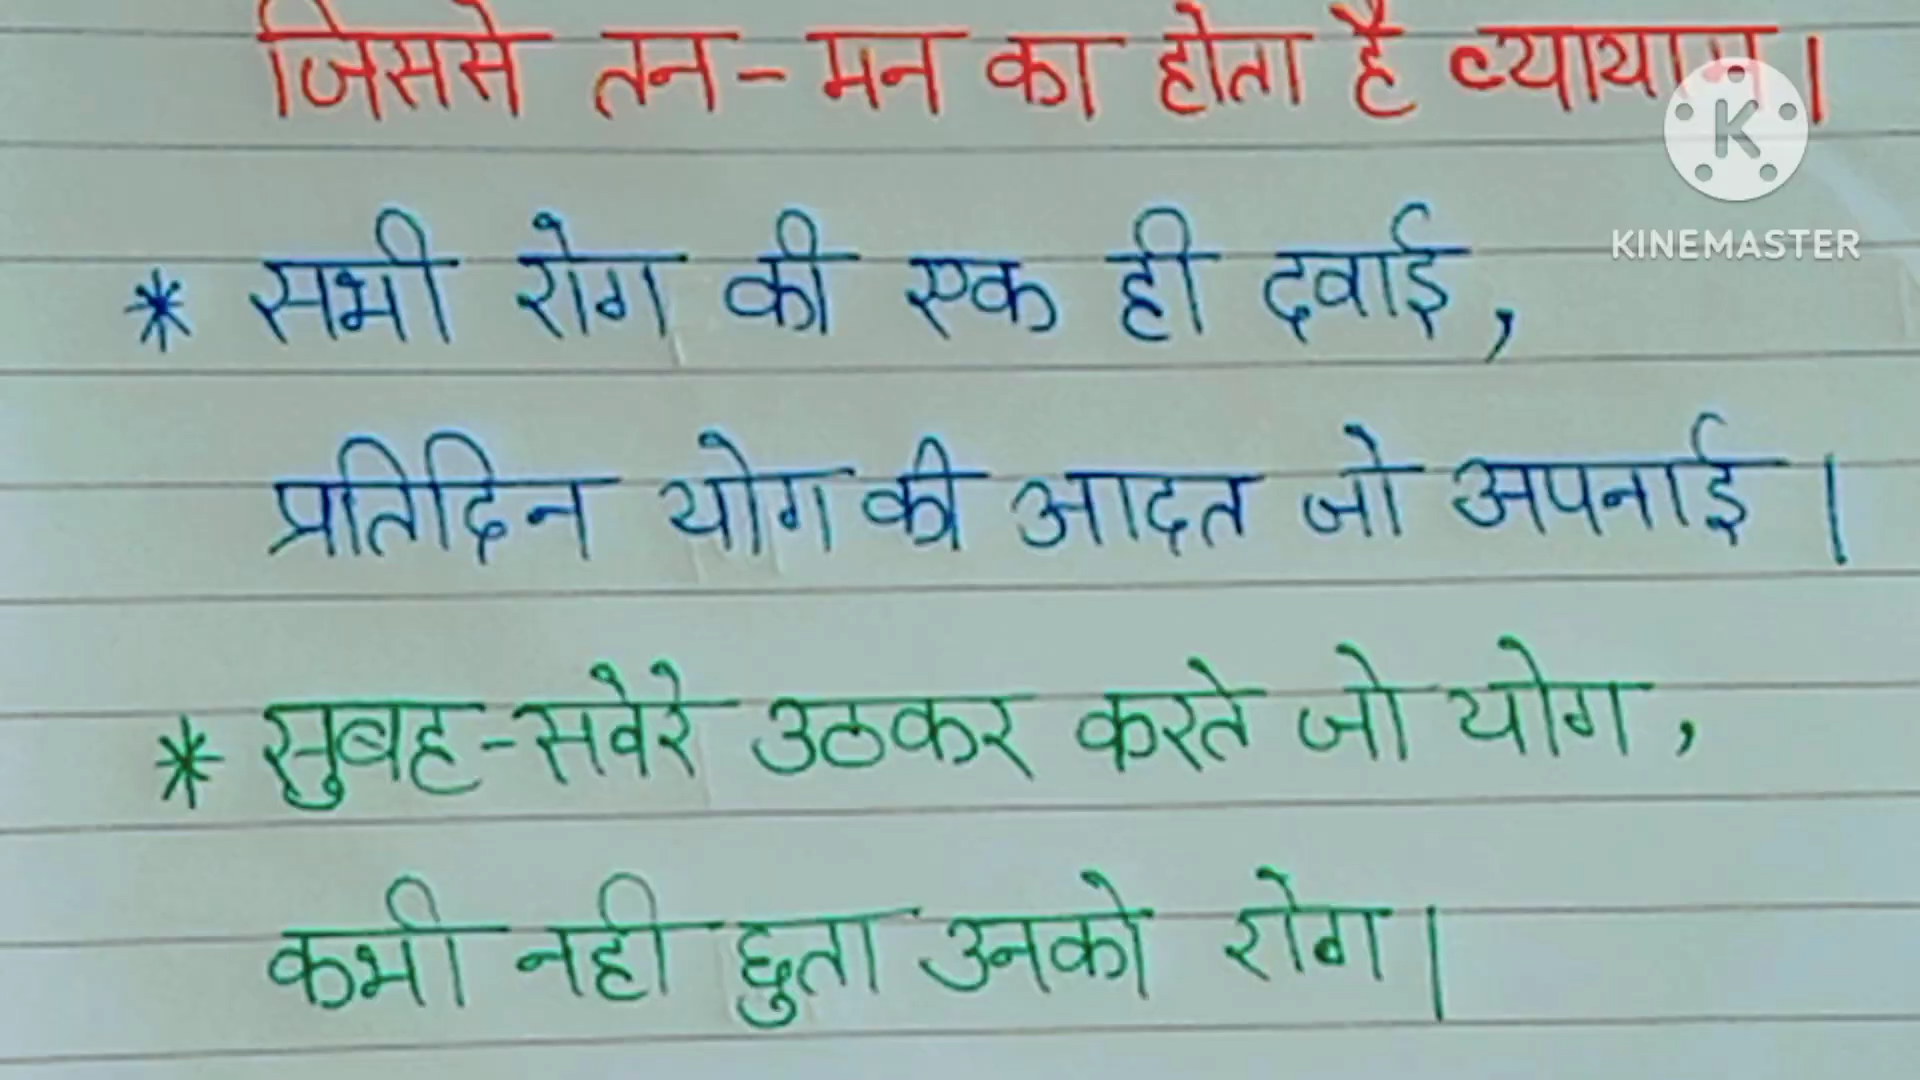 जिससे तन-मन का होता है व्यायाम।
KINEMASTER
* सभी रोग की एक ही दवाई,
प्रतिदिन योग की आदत जो अपनाई।
* सुबह-सवेरे उठकर करते जो योग,
कभी नही छुता उनको रोग।